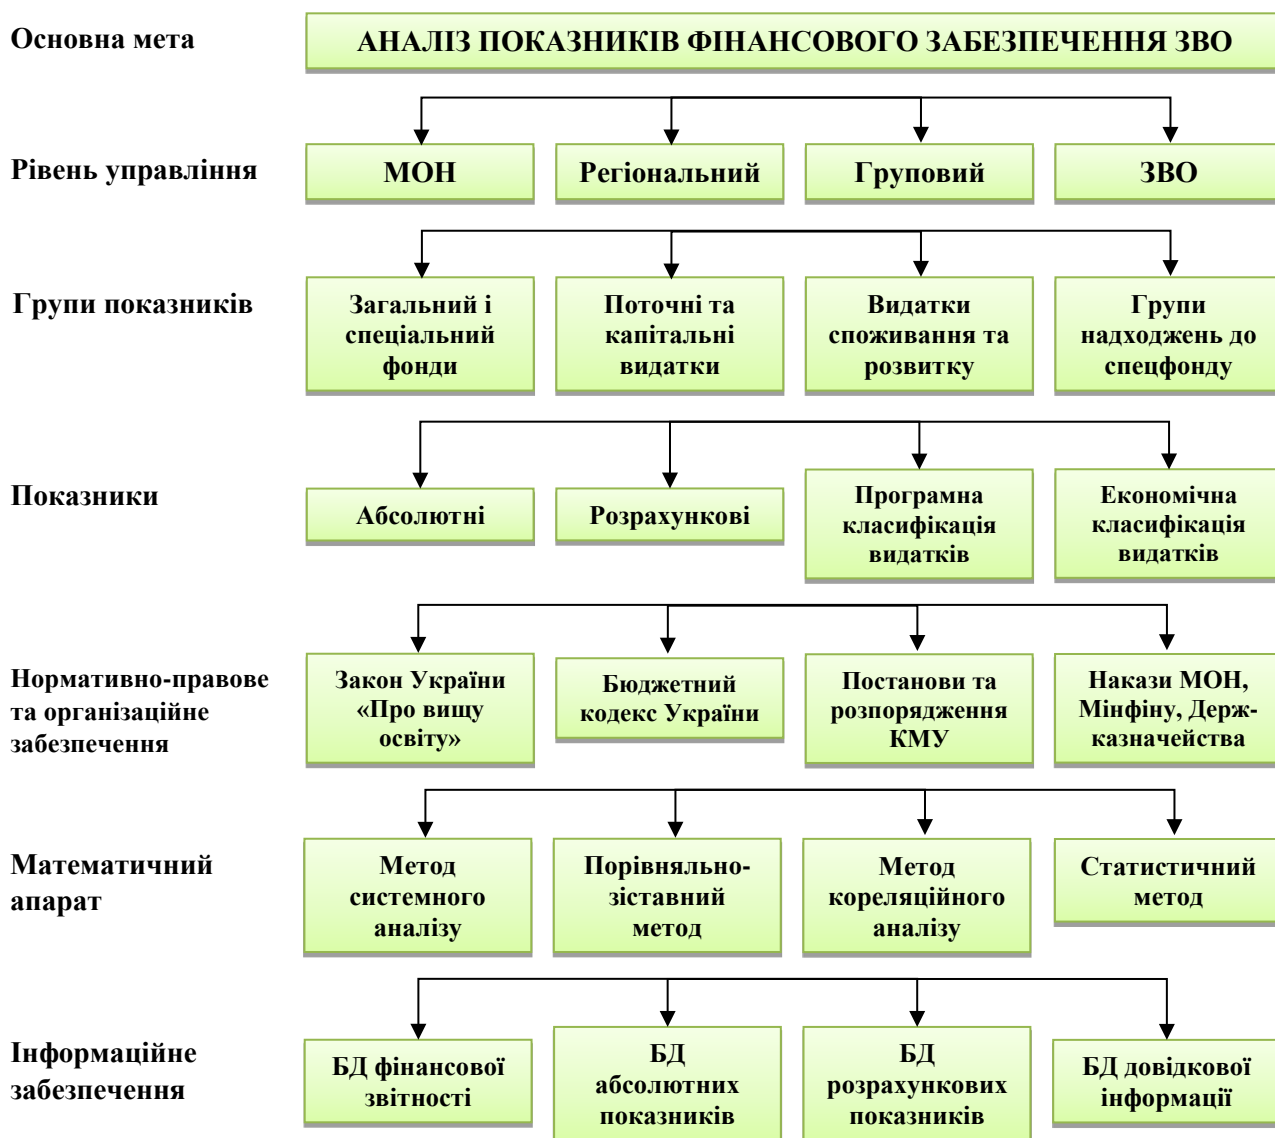 Основна мета
АНАЛІЗ ПОКАЗНИКІВ ФІНАНСОВОГО ЗАБЕЗПЕЧЕННЯ ЗВО
Рівень управління
МОН
Регіональний
Груповий
ЗВО
Групи показників
Загальний і
спеціальний
фонди
Поточні та
капітальні
видатки
Видатки
споживання та
розвитку
Групи
надходжень до
спецфонду
Показники
Абсолютні
Розрахункові
Програмна
класифікація
видатків
Економічна
класифікація
видатків
Нормативно-правове
та організаційне
забезпечення
Закон України
«Про вищу
освіту»
Бюджетний
кодекс України
Постанови та
розпорядження
КМУ
Накази МОН,
Мінфіну, Держ-
казначейства
Математичний
апарат
Метод
системного
аналізу
Порівняльно-
зіставний
метод
Метод
кореляційного
аналізу
Статистичний
метод
Інформаційне
забезпечення
БД фінансової
звітності
БД
абсолютних
показників
БД
розрахункових
показників
БД довідкової
інформації